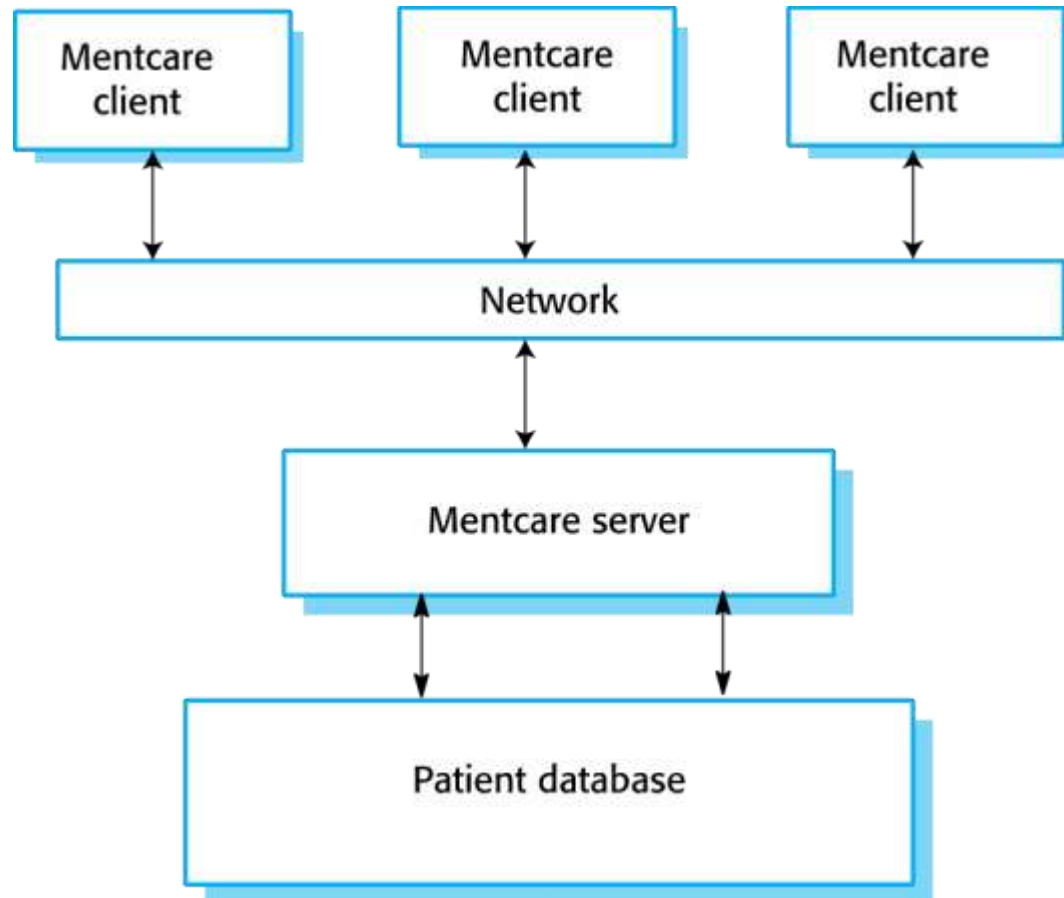 Mentcare
client
Mentcare
client
Mentcare
client
Network
Mentcare server
Patient database